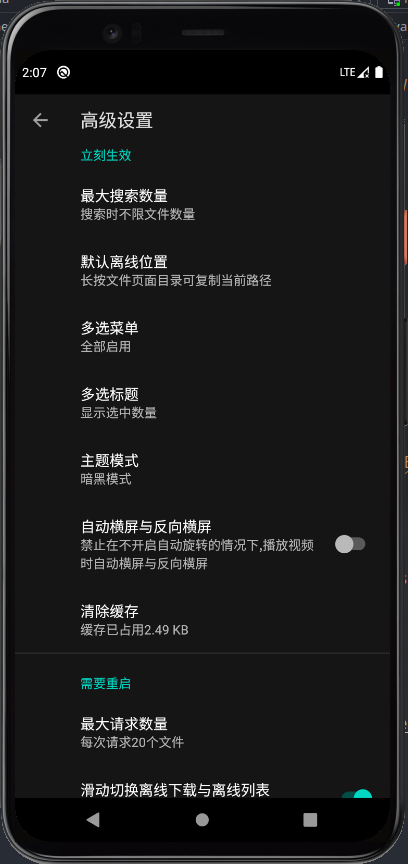 2:07
LTE
高级设置
立刻生效
最大搜索数量
搜索时不限文件数量
默认离线位置
长按文件页面目录可复制当前路径
多选菜单
全部启用
多选标题
显示选中数量
主题模式
暗黑模式
自动横屏与反向横屏
禁止在不开启自动旋转的情况下,播放视频
时自动横屏与反向横屏
清除缓存
缓存已占用2.49 KB
需要重启
最大请求数量
每次请求20个文件
滑动切换离线下载与离线列表